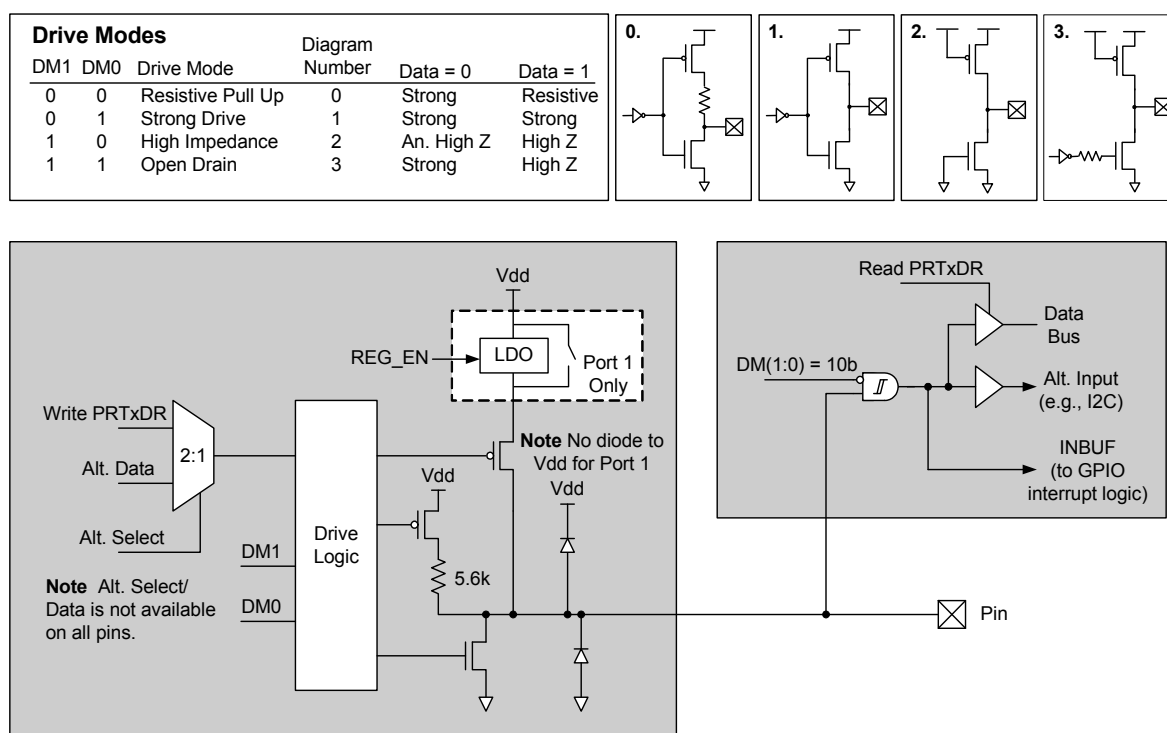 Drive Modes
DM1 DM0 Drive Mode Diagram Number Data = 0 Data = 1
0 0 Resistive Pull Up 0 Strong Resistive
0 1 Strong Drive 1 Strong Strong
1 0 High Impedance 2 An. High Z High Z
1 1 Open Drain 3 Strong High Z
0.
1.
2.
3.
Vdd
REG_EN
LDO
Port 1
Only
Write PRTxDR
2:1
Alt. Data
Alt. Select
Note Alt. Select/
Data is not available
on all pins.
DM1
DM0
Drive
Logic
Vdd
5.6k
Note No diode to
Vdd for Port 1
Vdd
Read PRTxDR
Data
Bus
DM(1:0) = 10b
Alt. Input
(e.g., I2C)
INBUF
(to GPIO
interrupt logic)
Pin